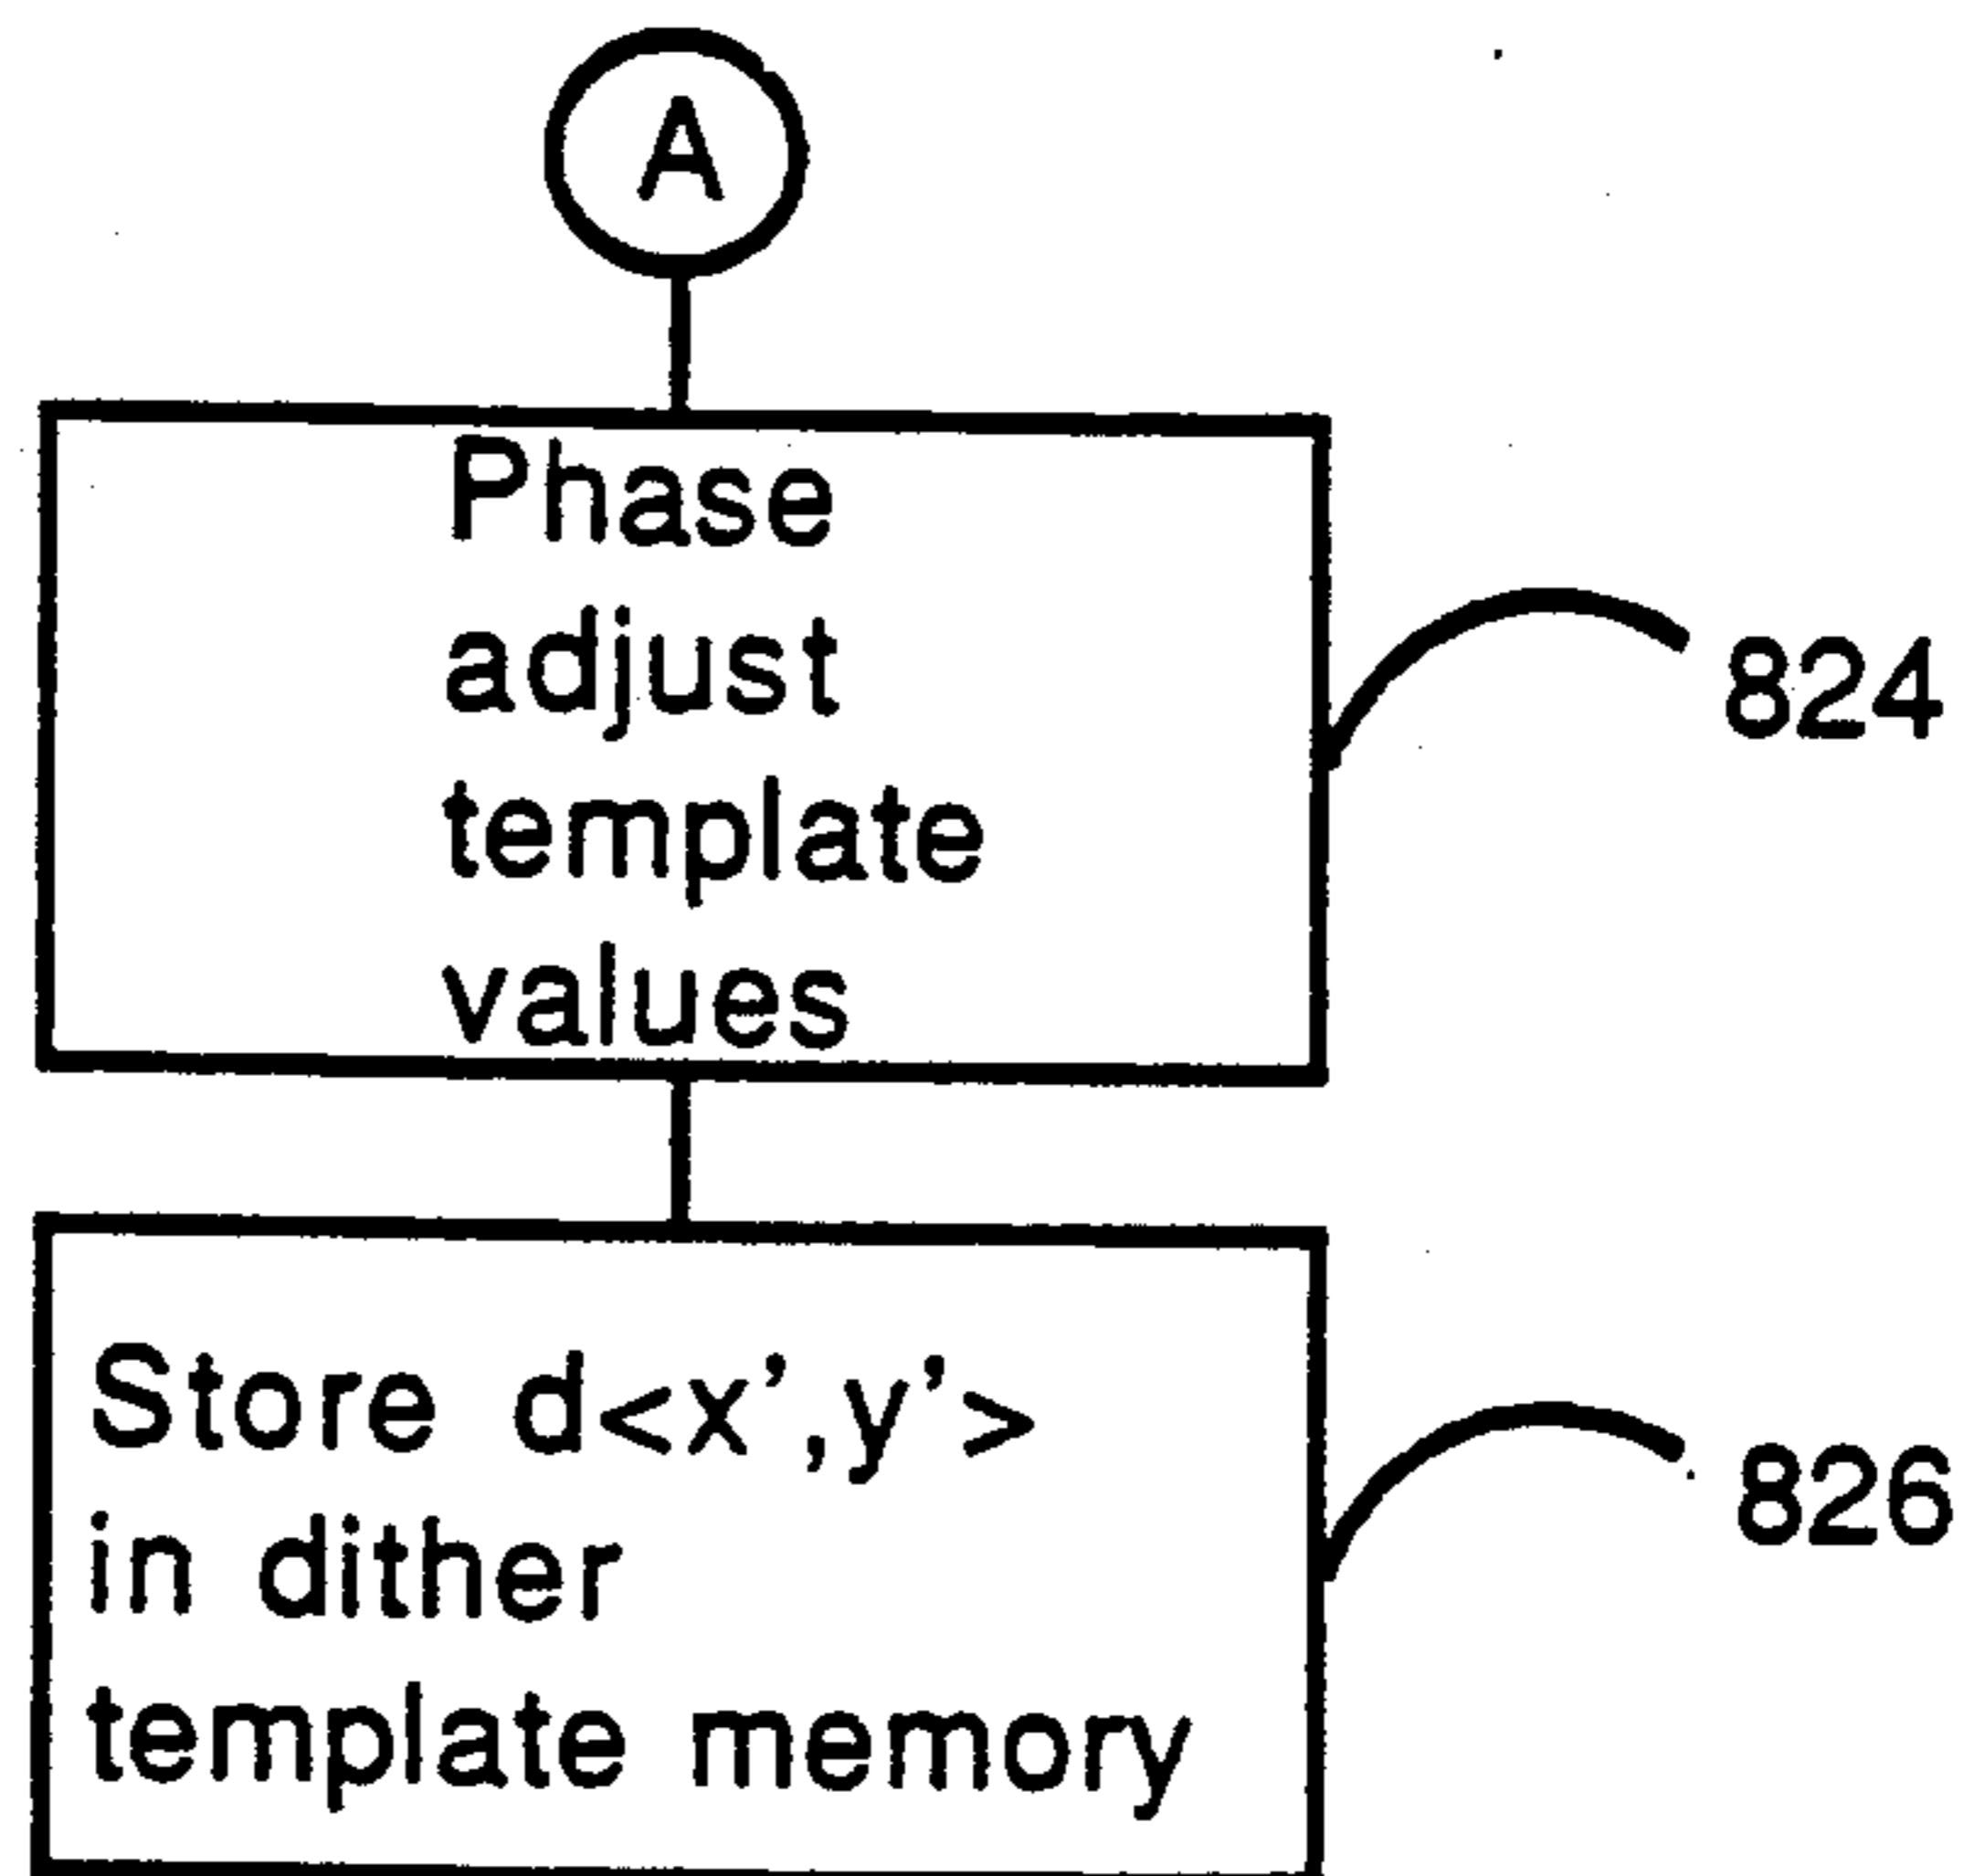 A
Phase
adjust
template
values
824
Store d<x',y'>
in dither
template memory
826